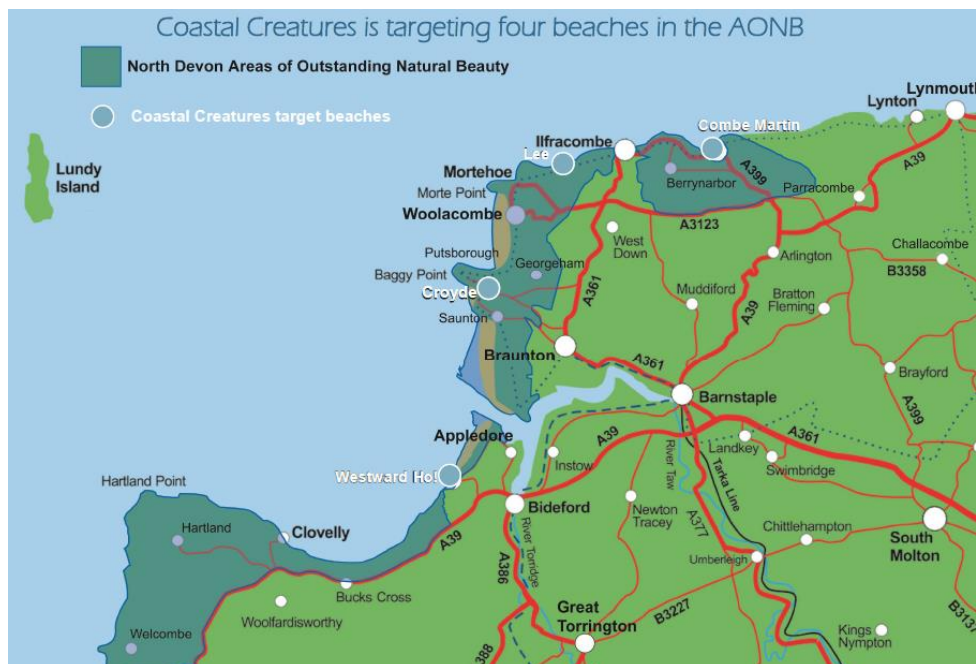 Coastal Creatures is targeting four beaches in the AONB
North Devon Areas of Outstanding Natural Beauty
Coastal Creatures target beaches
Lundy
Island
Lynmouth
Lynton
Combe Martin
Ilfracombe
Lee
Mortehoe
Morte Point
Woolacombe
Berrynarbor
A399
A39
Parracombe
A3123
West
Down
Challacombe
B3358
Arlington
Putsborough
Georgeham
Baggy Point
Croyde
A361
Muddiford
Bratton
Fleming
A39
Saunton
Braunton
A361
Brayford
A399
Barnstaple
Appledore
A39
Landkey
A361
Swimbridge
Westward Ho!
Instow
River Taw
Tarka Line
Hartland Point
Hartland
Clovelly
A39
Bideford
River Torridge
Newton
Tracey
A377
Chittlehampton
South
Molton
Umberleigh
A386
Bucks Cross
Woolfardisworthy
Great
Torrington
B3227
Welcombe
Kings
Nympton
B3137
388